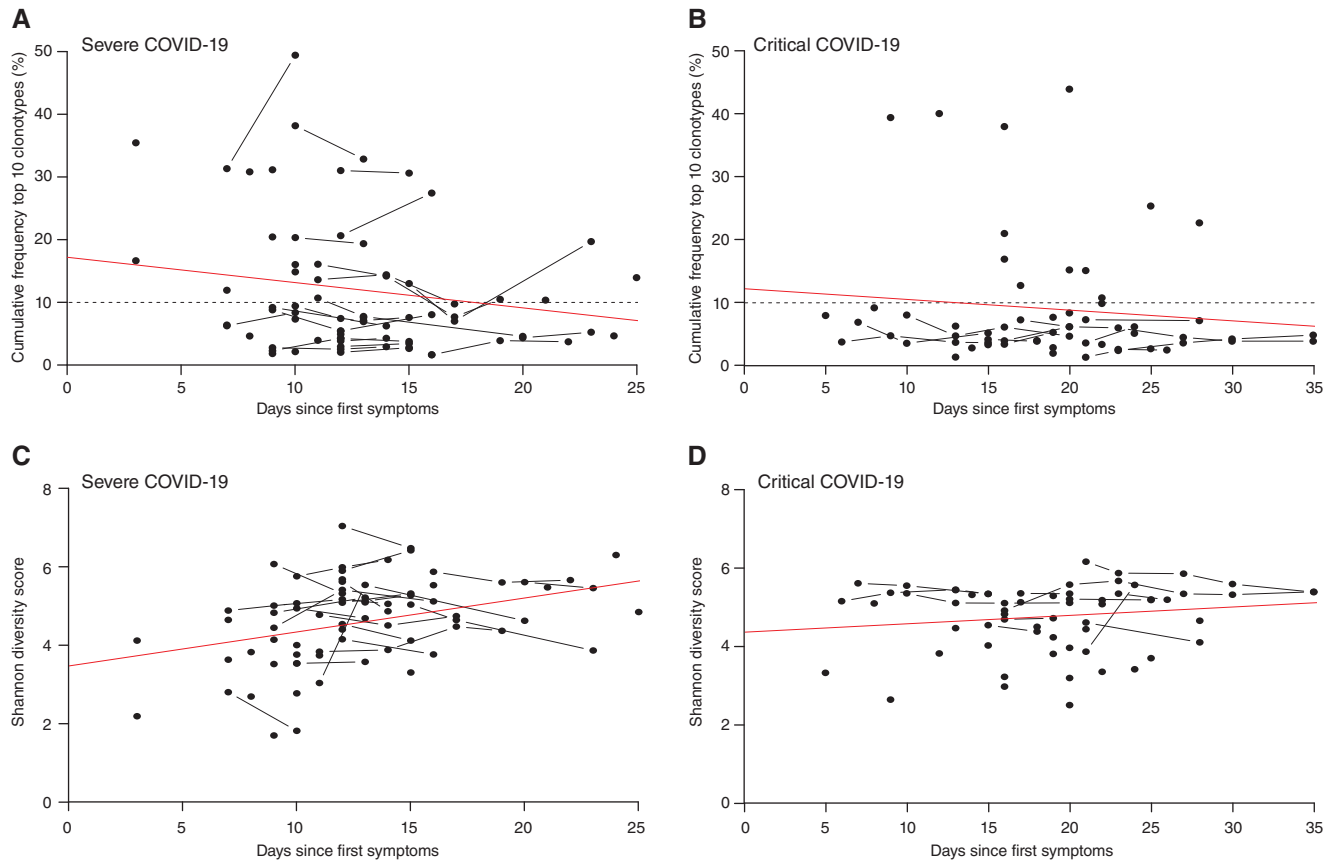 A
Severe COVID-19
Cumulative frequency top 10 clonotypes (%)
50
40
30
20
10
0
0 5 10 15 20 25
Days since first symptoms
B
Critical COVID-19
Cumulative frequency top 10 clonotypes (%)
50
40
30
20
10
0
0 5 10 15 20 25 30 35
Days since first symptoms
C
Severe COVID-19
Shannon diversity score
8
6
4
2
0
0 5 10 15 20 25
Days since first symptoms
D
Critical COVID-19
Shannon diversity score
8
6
4
2
0
0 5 10 15 20 25 30 35
Days since first symptoms